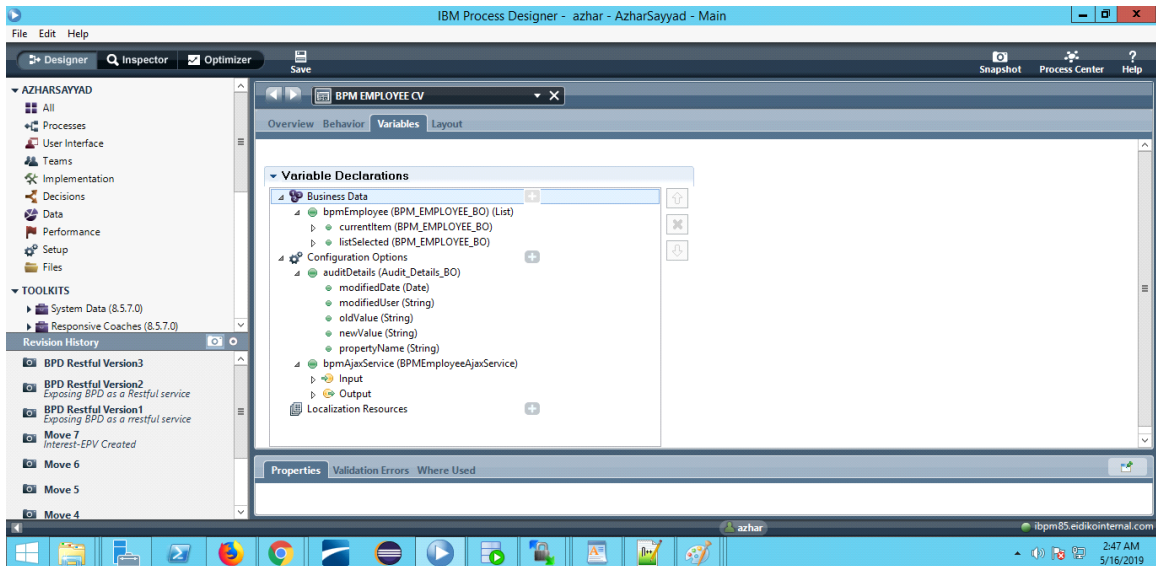 IBM Process Designer - azhar - AzharSayyad - Main
File Edit Help
Designer Inspector Optimizer Save Snapshot Process Center Help
AZHARSAYYAD
All
Processes
User Interface
Teams
Implementation
Decisions
Data
Performance
Setup
Files
TOOLKITS
System Data (8.5.7.0)
Responsive Coaches (8.5.7.0)
Revision History
BPD Restful Version3
BPD Restful Version2
Exposing BPD as a Restful service
BPD Restful Version1
Exposing BPD as a rrestful service
Move 7
Interest-EPV Created
Move 6
Move 5
Move 4
BPM EMPLOYEE CV
Overview Behavior Variables Layout
Variable Declarations
Business Data
bpmEmployee (BPM_EMPLOYEE_BO) (List)
currentItem (BPM_EMPLOYEE_BO)
listSelected (BPM_EMPLOYEE_BO)
Configuration Options
auditDetails (Audit_Details_BO)
modifiedDate (Date)
modifiedUser (String)
oldValue (String)
newValue (String)
propertyName (String)
bpmAjaxService (BPMEmployeeAjaxService)
Input
Output
Localization Resources
Properties Validation Errors Where Used
azhar
ibpm85.eidikointernal.com
2:47 AM
5/16/2019